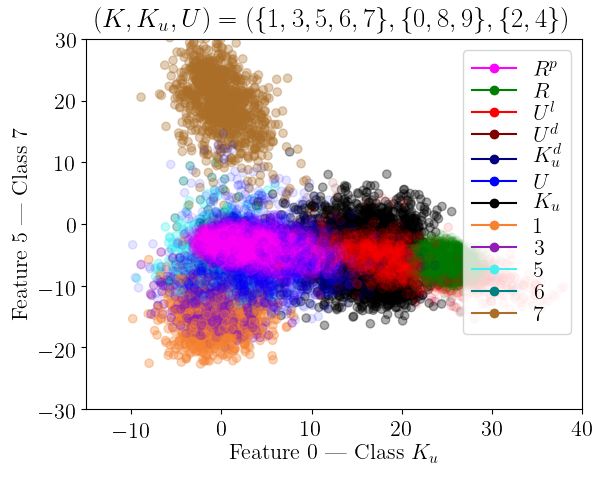 (K, K_u, U) = ({1, 3, 5, 6, 7}, {0, 8, 9}, {2, 4})
Feature 5 — Class 7
30
20
10
0
−10
−20
−30
R^p
R
U^l
U^d
K_u^d
U
K_u
1
3
5
6
7
−10
0
10
20
30
40
Feature 0 — Class K_u